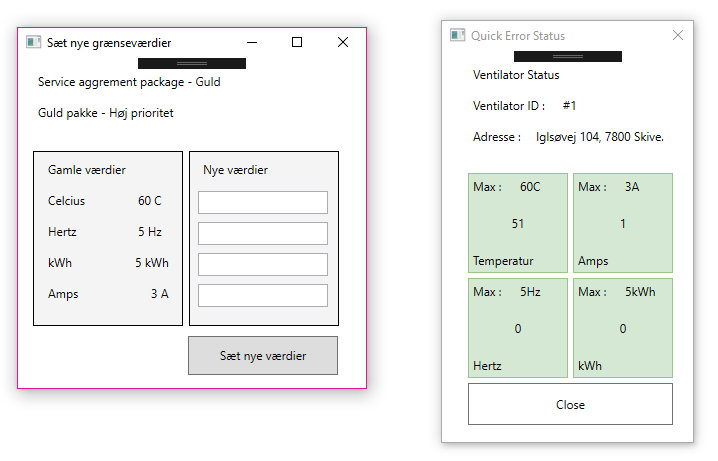 Sæt nye grænseværdier
Service aggrement package - Guld
Guld pakke - Høj prioritet
Gamle værdier
Celcius 60 C
Hertz 5 Hz
kWh 5 kWh
Amps 3 A
Nye værdier
Sæt nye værdier
Quick Error Status
Ventilator Status
Ventilator ID : #1
Adresse : Iglsøvej 104, 7800 Skive.
Max : 60C
51
Temperatur
Max : 3A
1
Amps
Max : 5Hz
0
Hertz
Max : 5kWh
0
kWh
Close